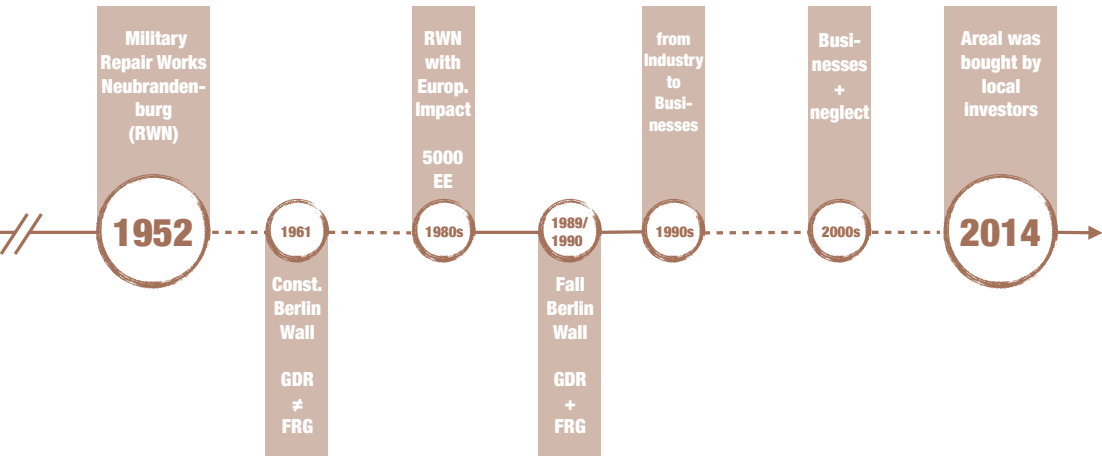 Military
Repair Works
Neubranden-
burg
(RWN)
1952
1961
Const.
Berlin
Wall
GDR
≠
FRG
RWN
with
Europ.
Impact
5000
EE
1980s
1989/
1990
Fall
Berlin
Wall
GDR
+
FRG
from
Industry
to
Busi-
nesses
1990s
Busi-
nesses
+
neglect
2000s
Areal was
bought by
local
investors
2014